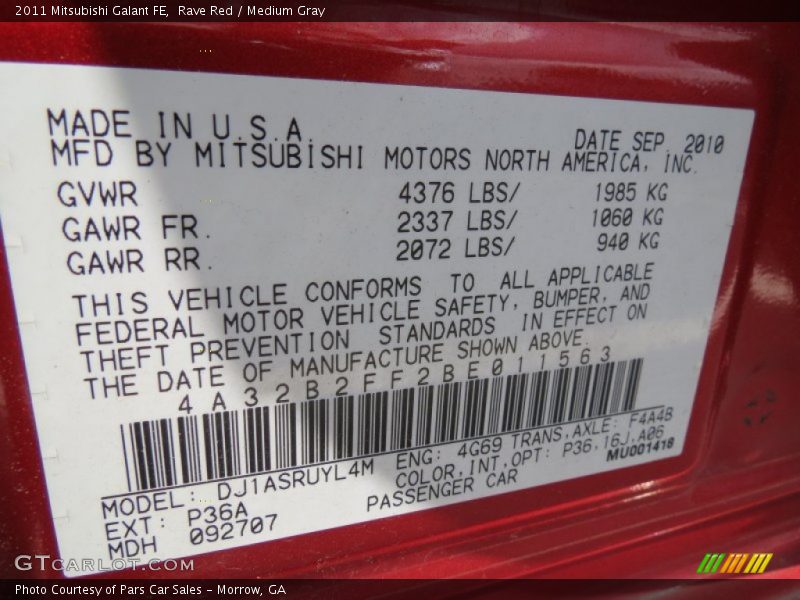 2011 Mitsubishi Galant FE,  Rave Red / Medium Gray
MADE IN U.S.A. DATE SEP. 2010
MFD BY MITSUBISHI MOTORS NORTH AMERICA, INC.
GVWR 4376 LBS/ 1985 KG
GAWR FR. 2337 LBS/ 1060 KG
GAWR RR. 2072 LBS/ 940 KG
THIS VEHICLE CONFORMS TO ALL APPLICABLE
FEDERAL MOTOR VEHICLE SAFETY, BUMPER, AND
THEFT PREVENTION STANDARDS IN EFFECT ON
THE DATE OF MANUFACTURE SHOWN ABOVE.
4A32B2FF2BE011563
MODEL: DJ1ASRUYL4M ENG: 4G69 TRANS,AXLE: F4A4B
EXT: P36A COLOR,INT,OPT: P36,16J,A06
MDH 092707 PASSENGER CAR MU001418
GTCARLOT.COM
Photo Courtesy of Pars Car Sales - Morrow, GA